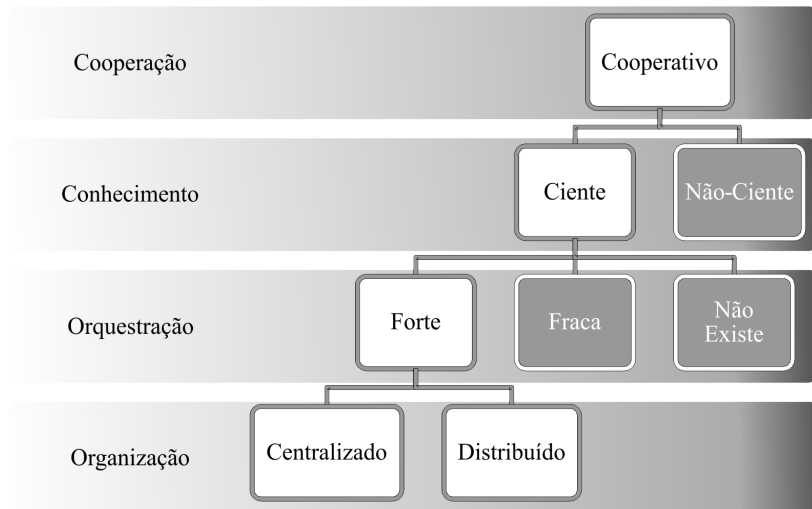 Cooperação
Cooperativo
Conhecimento
Ciente
Não-Ciente
Orquestração
Forte
Fraca
Não
Existe
Organização
Centralizado
Distribuído